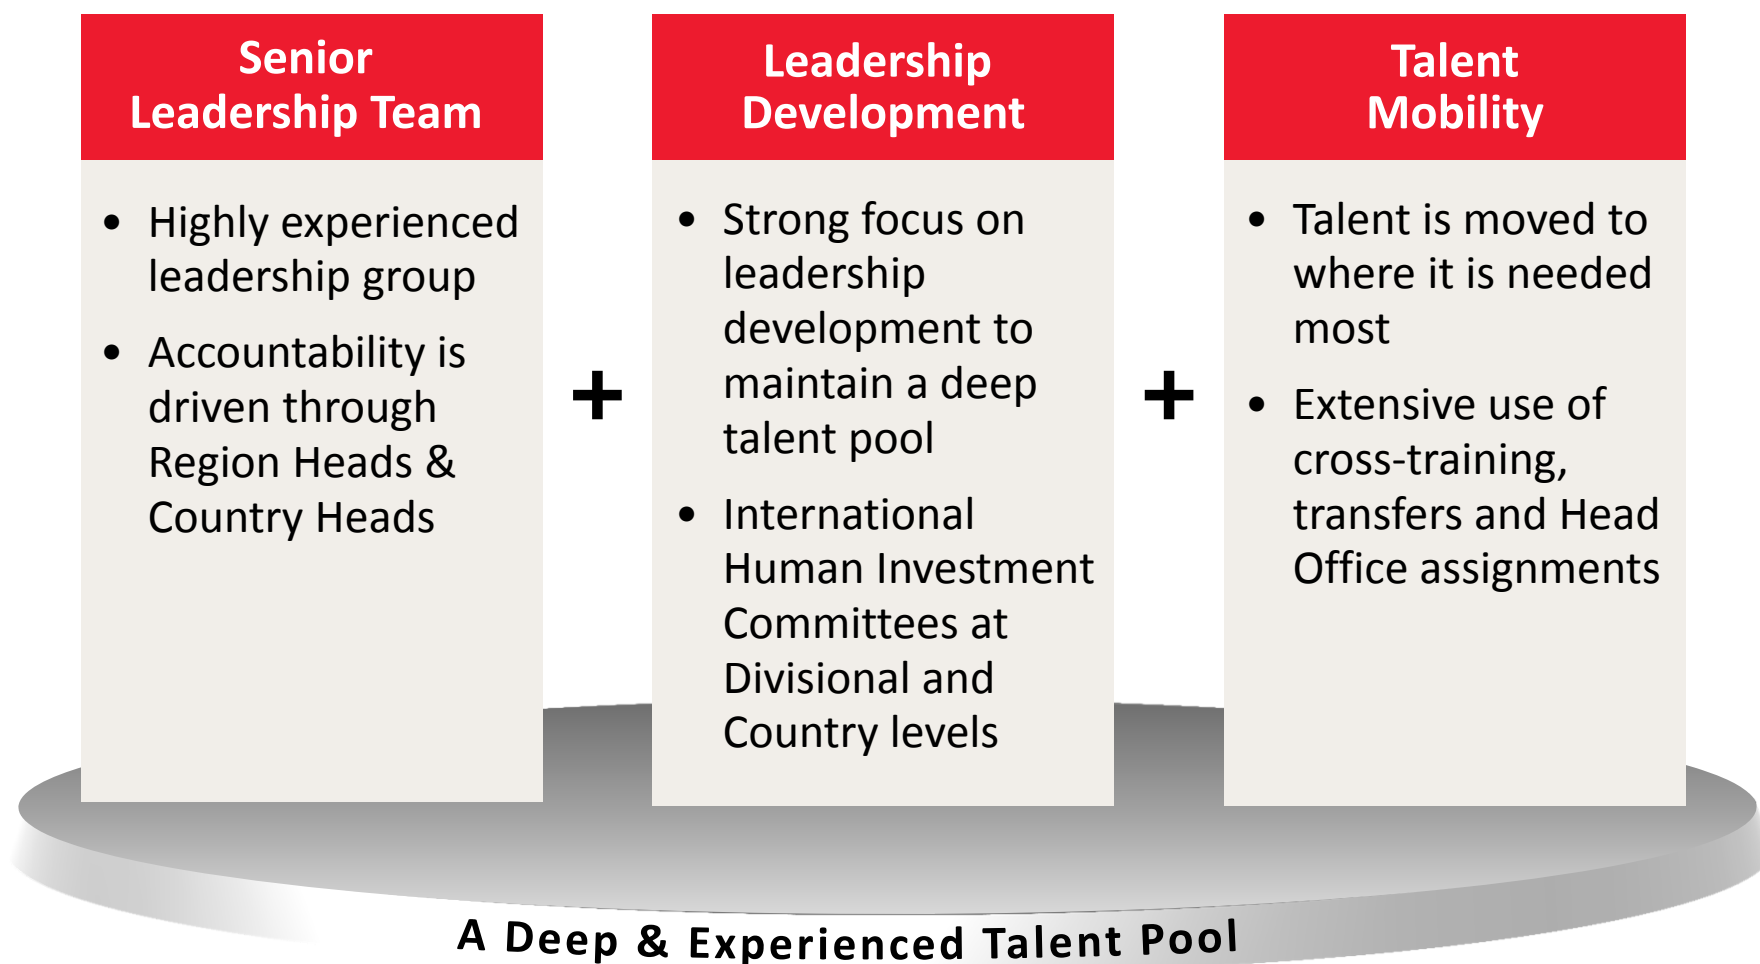 Senior
Leadership Team
• Highly experienced
leadership group
• Accountability is
driven through
Region Heads &
Country Heads
+
Leadership
Development
• Strong focus on
leadership
development to
maintain a deep
talent pool
• International
Human Investment
Committees at
Divisional and
Country levels
+
Talent
Mobility
• Talent is moved to
where it is needed
most
• Extensive use of
cross-training,
transfers and Head
Office assignments
A Deep & Experienced Talent Pool